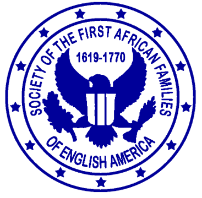 SOCIETY OF THE FIRST AFRICAN FAMILIES
1619-1770
OF ENGLISH AMERICA